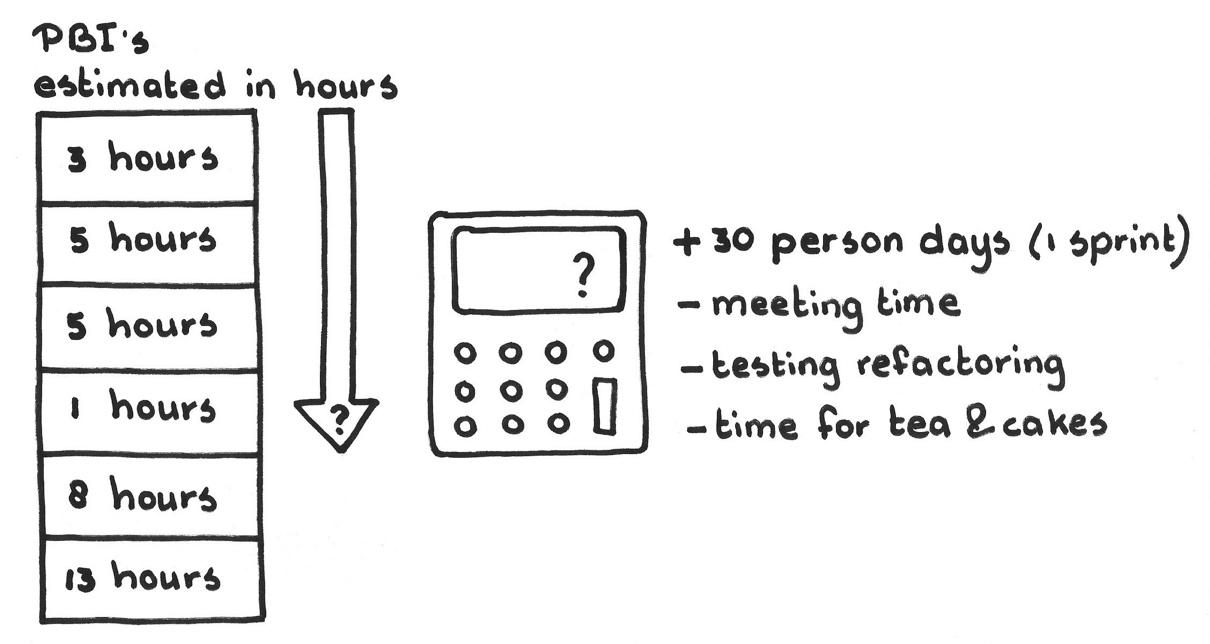 PBI's
estimated in hours
3 hours
5 hours
5 hours
1 hours
8 hours
13 hours
?
?
+ 30 person days (1 sprint)
- meeting time
- testing refactoring
- time for tea & cakes